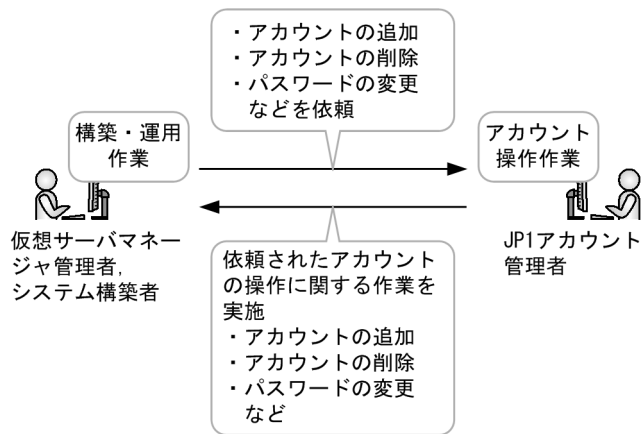 ・アカウントの追加
・アカウントの削除
・パスワードの変更
などを依頼
構築・運用
作業
アカウント
操作作業
仮想サーバマネー
ジャ管理者,
システム構築者
JP1アカウント
管理者
依頼されたアカウント
の操作に関する作業を
実施
・アカウントの追加
・アカウントの削除
・パスワードの変更
など